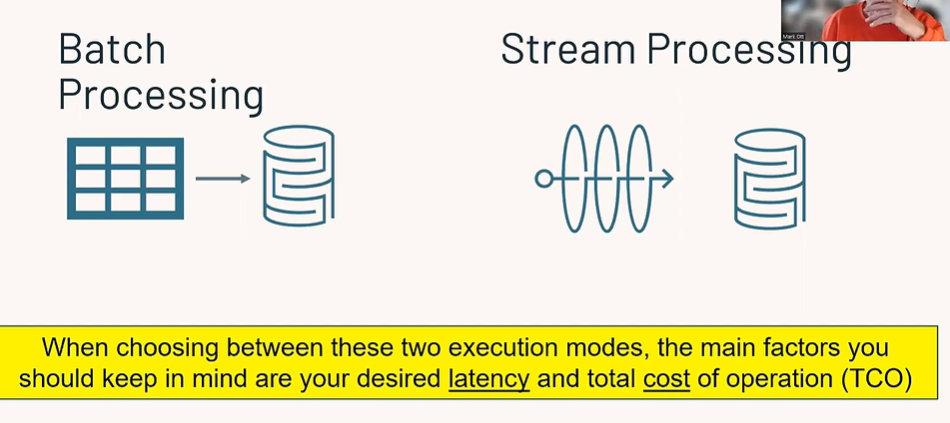 Batch
Processing
Stream Processing
Mark Ott
When choosing between these two execution modes, the main factors you
should keep in mind are your desired latency and total cost of operation (TCO)